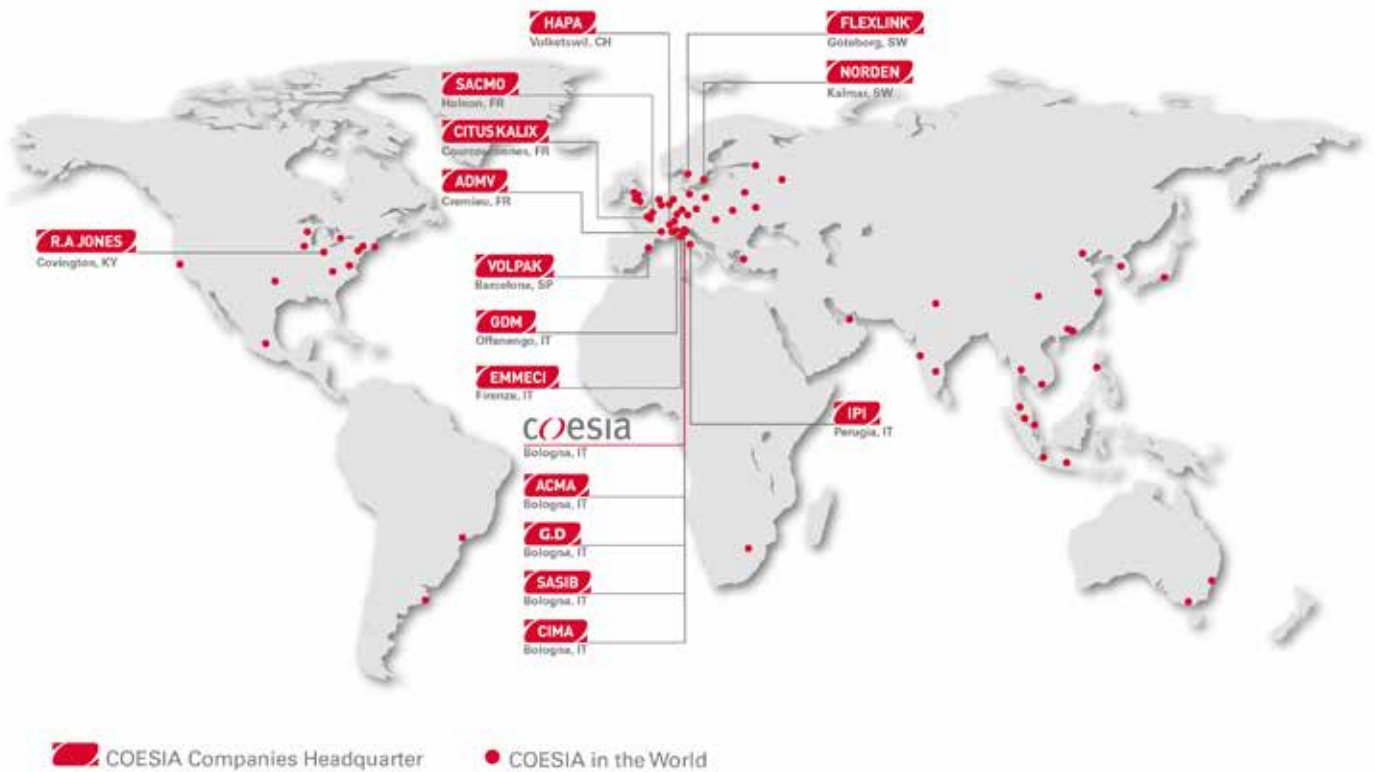 HAPA
Volketswil, CH
FLEXLINK
Göteborg, SW
NORDEN
Kalmar, SW
SACMO
Holnon, FR
CITUS KALIX
Courcouronnes, FR
ADMV
Cremieu, FR
R.A JONES
Covington, KY
VOLPAK
Barcelona, SP
GDM
Offanengo, IT
EMMECI
Firenze, IT
IPI
Perugia, IT
coesia
Bologna, IT
ACMA
Bologna, IT
G.D
Bologna, IT
SASIB
Bologna, IT
CIMA
Bologna, IT
COESIA Companies Headquarter
COESIA in the World